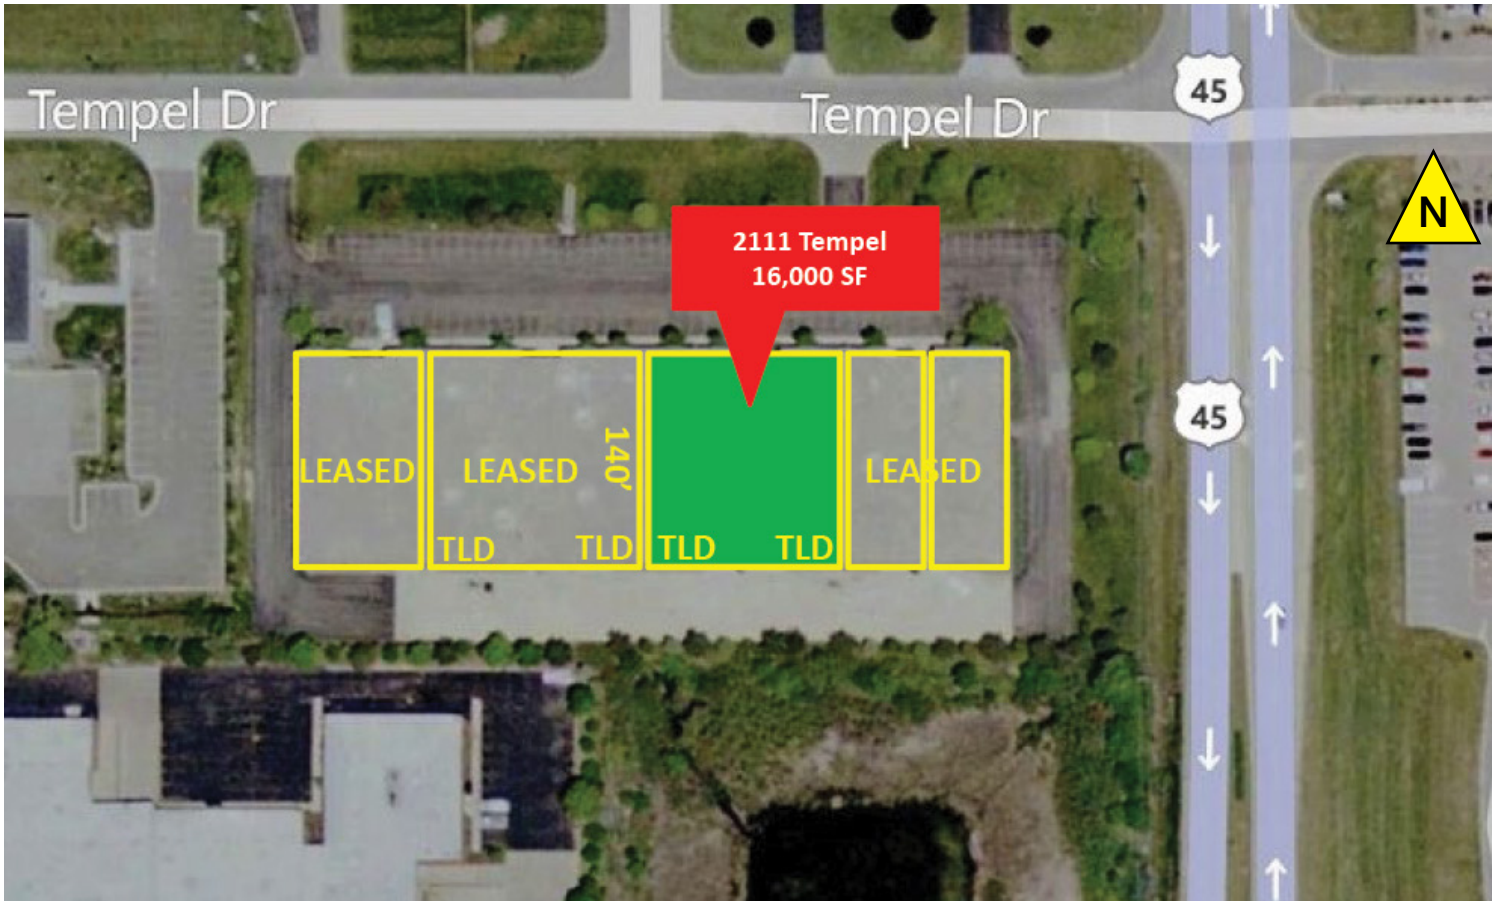 Tempel Dr
Tempel Dr
45
N
2111 Tempel
16,000 SF
45
140'
LEASED
LEASED
LEASED
TLD
TLD
TLD
TLD